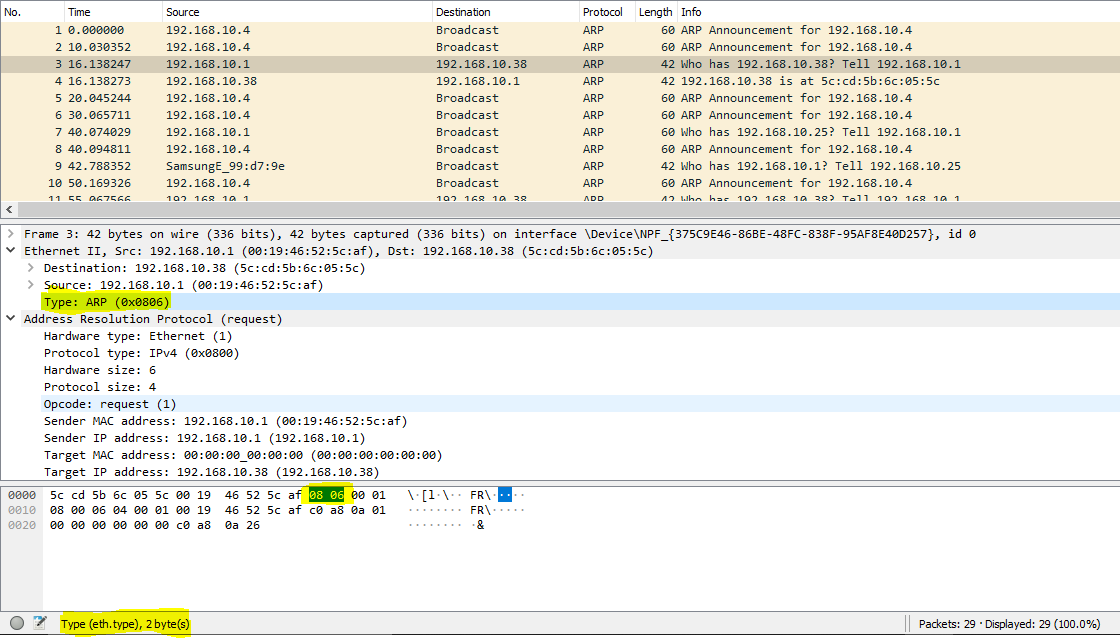 No. Time Source Destination Protocol Length Info
1 0.000000 192.168.10.4 Broadcast ARP 60 ARP Announcement for 192.168.10.4
2 10.030352 192.168.10.4 Broadcast ARP 60 ARP Announcement for 192.168.10.4
3 16.138247 192.168.10.1 192.168.10.38 ARP 42 Who has 192.168.10.38? Tell 192.168.10.1
4 16.138273 192.168.10.38 192.168.10.1 ARP 42 192.168.10.38 is at 5c:cd:5b:6c:05:5c
5 20.045244 192.168.10.4 Broadcast ARP 60 ARP Announcement for 192.168.10.4
6 30.065711 192.168.10.4 Broadcast ARP 60 ARP Announcement for 192.168.10.4
7 40.074029 192.168.10.1 Broadcast ARP 60 Who has 192.168.10.25? Tell 192.168.10.1
8 40.094811 192.168.10.4 Broadcast ARP 60 ARP Announcement for 192.168.10.4
9 42.788352 SamsungE_99:d7:9e Broadcast ARP 60 Who has 192.168.10.1? Tell 192.168.10.25
10 50.169326 192.168.10.4 Broadcast ARP 60 ARP Announcement for 192.168.10.4
11 55.067566 192.168.10.1 192.168.10.38 ARP 42 Who has 192.168.10.38? Tell 192.168.10.1
Frame 3: 42 bytes on wire (336 bits), 42 bytes captured (336 bits) on interface \Device\NPF_{375C9E46-86BE-48FC-838F-95AF8E40D257}, id 0
Ethernet II, Src: 192.168.10.1 (00:19:46:52:5c:af), Dst: 192.168.10.38 (5c:cd:5b:6c:05:5c)
Destination: 192.168.10.38 (5c:cd:5b:6c:05:5c)
Source: 192.168.10.1 (00:19:46:52:5c:af)
Type: ARP (0x0806)
Address Resolution Protocol (request)
Hardware type: Ethernet (1)
Protocol type: IPv4 (0x0800)
Hardware size: 6
Protocol size: 4
Opcode: request (1)
Sender MAC address: 192.168.10.1 (00:19:46:52:5c:af)
Sender IP address: 192.168.10.1 (192.168.10.1)
Target MAC address: 00:00:00_00:00:00 (00:00:00:00:00:00)
Target IP address: 192.168.10.38 (192.168.10.38)
0000 5c cd 5b 6c 05 5c 00 19 46 52 5c af 08 06 00 01 \·[l·\·· FR\·····
0010 08 00 06 04 00 01 00 19 46 52 5c af c0 a8 0a 01 ········ FR\·····
0020 00 00 00 00 00 00 c0 a8 0a 26 ········ ·&
Type (eth.type), 2 byte(s)
Packets: 29 · Displayed: 29 (100.0%)